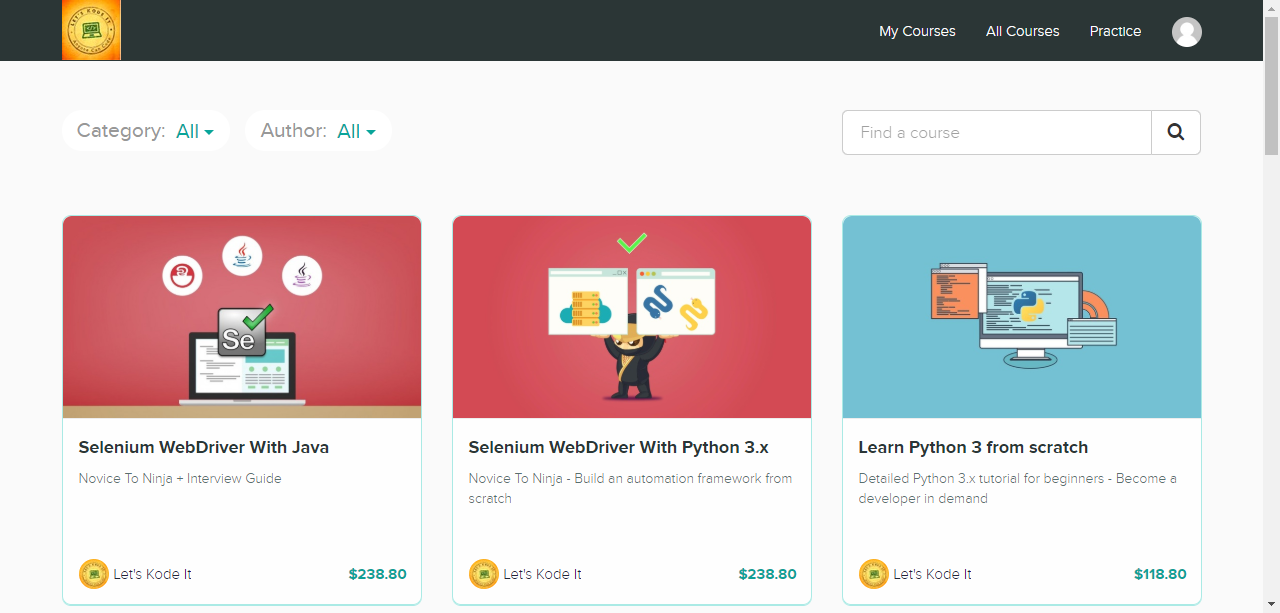 LET'S KODE IT
My Courses All Courses Practice
Category: All Author: All Find a course
Se
Selenium WebDriver With Java
Novice To Ninja + Interview Guide
Let's Kode It $238.80
Selenium WebDriver With Python 3.x
Novice To Ninja - Build an automation framework from
scratch
Let's Kode It $238.80
Learn Python 3 from scratch
Detailed Python 3.x tutorial for beginners - Become a
developer in demand
Let's Kode It $118.80